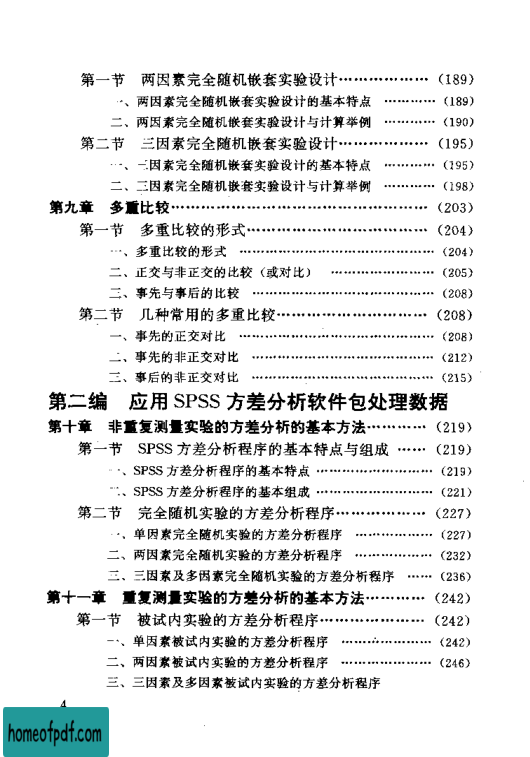 第一节 两因素完全随机嵌套实验设计………………(189)
一、两因素完全随机嵌套实验设计的基本特点 …………(189)
二、两因素完全随机嵌套实验设计与计算举例 …………(190)
第二节 三因素完全随机嵌套实验设计………………(195)
一、三因素完全随机嵌套实验设计的基本特点 …………(195)
二、三因素完全随机嵌套实验设计与计算举例 …………(198)
第九章 多重比较……………………………………………(203)
第一节 多重比较的形式………………………………(204)
一、多重比较的形式 ……………………………………(204)
二、正交与非正交的比较（或对比） …………………(205)
三、事先与事后的比较 …………………………………(208)
第二节 几种常用的多重比较…………………………(208)
一、事先的正交对比 ……………………………………(208)
二、事先的非正交对比 …………………………………(212)
三、事后的非正交对比 …………………………………(215)
第二编 应用 SPSS 方差分析软件包处理数据
第十章 非重复测量实验的方差分析的基本方法…………(219)
第一节 SPSS 方差分析程序的基本特点与组成 ……(219)
一、SPSS 方差分析程序的基本特点 ……………………(219)
二、SPSS 方差分析程序的基本组成 ……………………(221)
第二节 完全随机实验的方差分析程序………………(227)
一、单因素完全随机实验的方差分析程序 ……………(227)
二、两因素完全随机实验的方差分析程序 ……………(232)
三、三因素及多因素完全随机实验的方差分析程序 ……(236)
第十一章 重复测量实验的方差分析的基本方法…………(242)
第一节 被试内实验的方差分析程序…………………(242)
一、单因素被试内实验的方差分析程序 ………………(242)
二、两因素被试内实验的方差分析程序 ………………(246)
三、三因素及多因素被试内实验的方差分析程序
4
homeofpdf.com